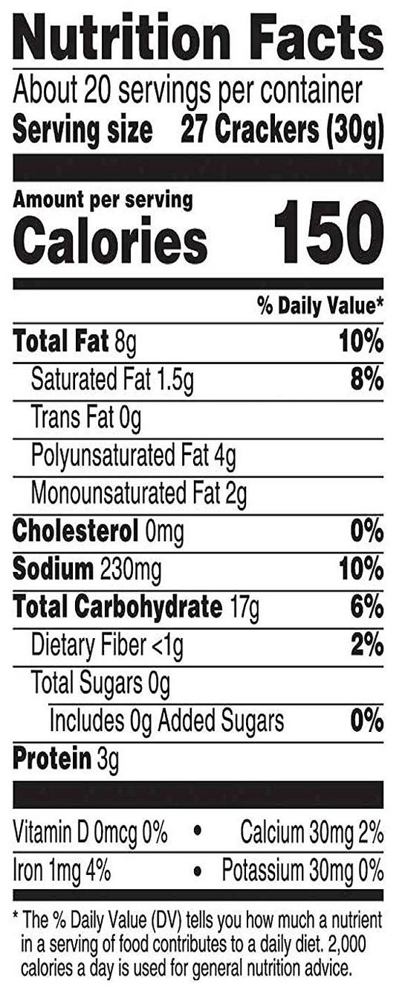 Nutrition Facts
About 20 servings per container
Serving size 27 Crackers (30g)
Amount per serving
Calories 150
% Daily Value*
Total Fat 8g 10%
Saturated Fat 1.5g 8%
Trans Fat 0g
Polyunsaturated Fat 4g
Monounsaturated Fat 2g
Cholesterol 0mg 0%
Sodium 230mg 10%
Total Carbohydrate 17g 6%
Dietary Fiber <1g 2%
Total Sugars 0g
Includes 0g Added Sugars 0%
Protein 3g
Vitamin D 0mcg 0% • Calcium 30mg 2%
Iron 1mg 4% • Potassium 30mg 0%
* The % Daily Value (DV) tells you how much a nutrient
in a serving of food contributes to a daily diet. 2,000
calories a day is used for general nutrition advice.